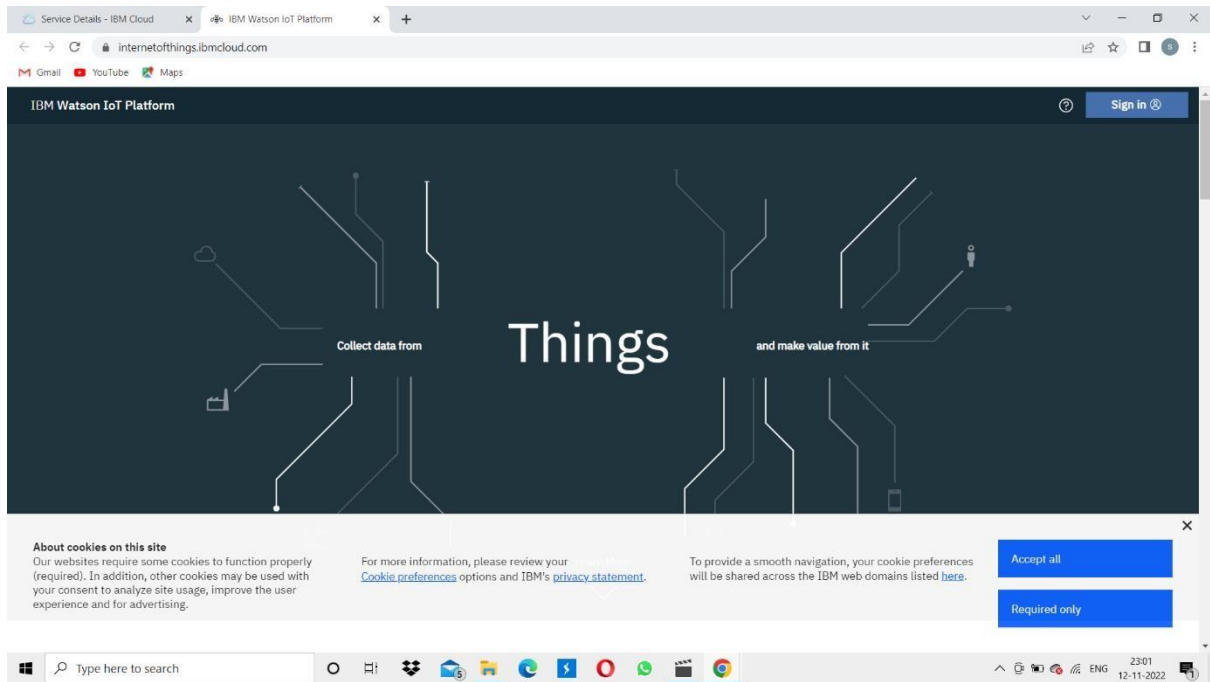 Service Details - IBM Cloud
IBM Watson IoT Platform
internetofthings.ibmcloud.com
S
Gmail
YouTube
Maps
IBM Watson IoT Platform
Sign in
Collect data from
Things
and make value from it
About cookies on this site
Our websites require some cookies to function properly
(required). In addition, other cookies may be used with
your consent to analyze site usage, improve the user
experience and for advertising.
For more information, please review your
Cookie preferences options and IBM's privacy statement.
To provide a smooth navigation, your cookie preferences
will be shared across the IBM web domains listed here.
Accept all
Required only
Type here to search
5
ENG
23:01
12-11-2022
1